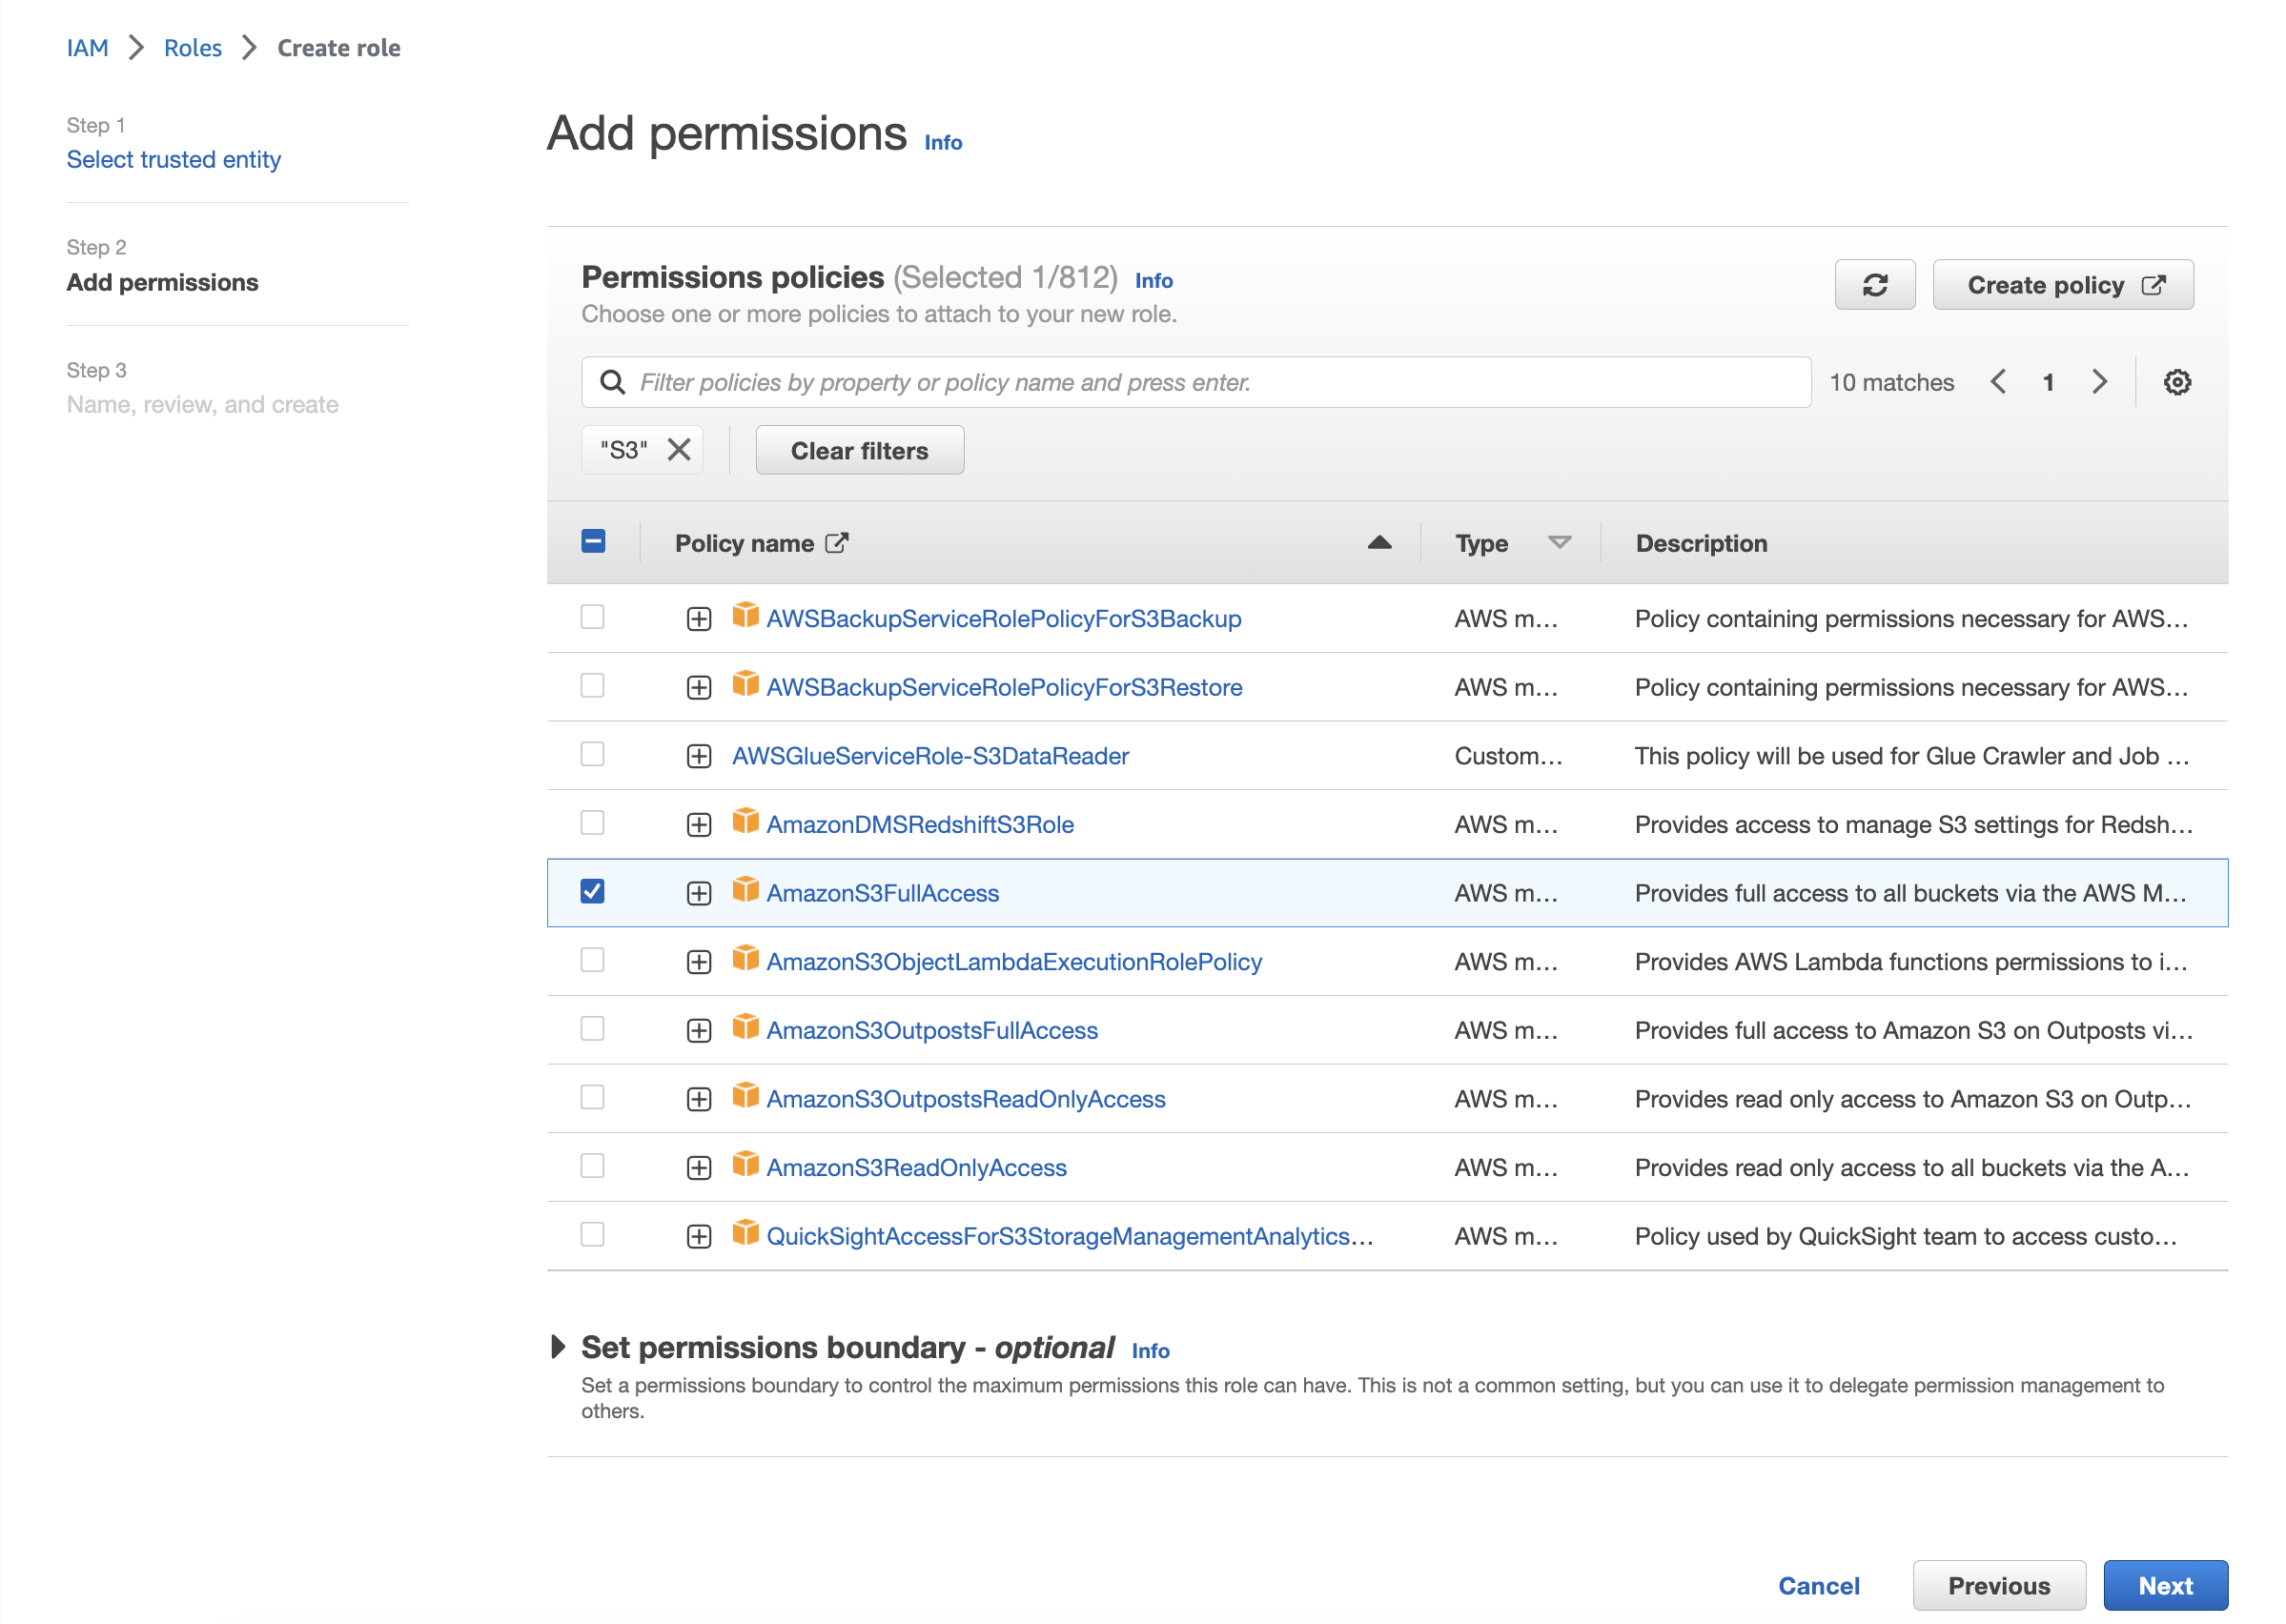 IAM > Roles > Create role
Step 1
Select trusted entity
Step 2
Add permissions
Step 3
Name, review, and create
Add permissions Info
Permissions policies (Selected 1/812) Info
Choose one or more policies to attach to your new role.
Create policy
Filter policies by property or policy name and press enter.
10 matches
1
"S3"
Clear filters
Policy name Type Description
AWSBackupServiceRolePolicyForS3Backup AWS m... Policy containing permissions necessary for AWS...
AWSBackupServiceRolePolicyForS3Restore AWS m... Policy containing permissions necessary for AWS...
AWSGlueServiceRole-S3DataReader Custom... This policy will be used for Glue Crawler and Job ...
AmazonDMSRedshiftS3Role AWS m... Provides access to manage S3 settings for Redsh...
AmazonS3FullAccess AWS m... Provides full access to all buckets via the AWS M...
AmazonS3ObjectLambdaExecutionRolePolicy AWS m... Provides AWS Lambda functions permissions to i...
AmazonS3OutpostsFullAccess AWS m... Provides full access to Amazon S3 on Outposts vi...
AmazonS3OutpostsReadOnlyAccess AWS m... Provides read only access to Amazon S3 on Outp...
AmazonS3ReadOnlyAccess AWS m... Provides read only access to all buckets via the A...
QuickSightAccessForS3StorageManagementAnalytics... AWS m... Policy used by QuickSight team to access custo...
Set permissions boundary - optional Info
Set a permissions boundary to control the maximum permissions this role can have. This is not a common setting, but you can use it to delegate permission management to
others.
Cancel
Previous
Next